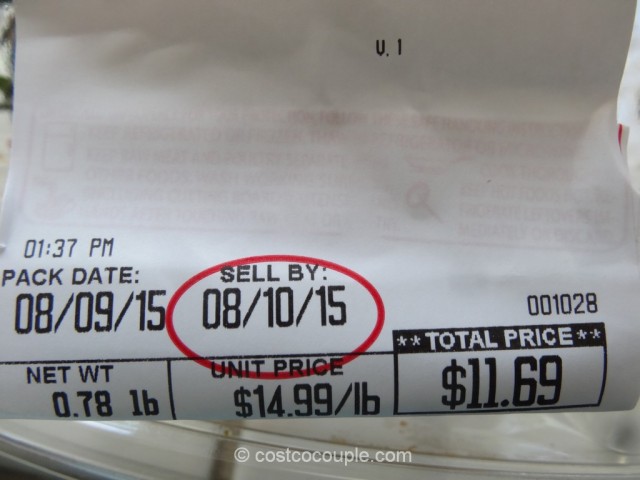 V. 1
01:37 PM
PACK DATE: SELL BY:
08/09/15 08/10/15 001028
**TOTAL PRICE**
NET WT UNIT PRICE $11.69
0.78 lb $14.99/lb
© costcocouple.com